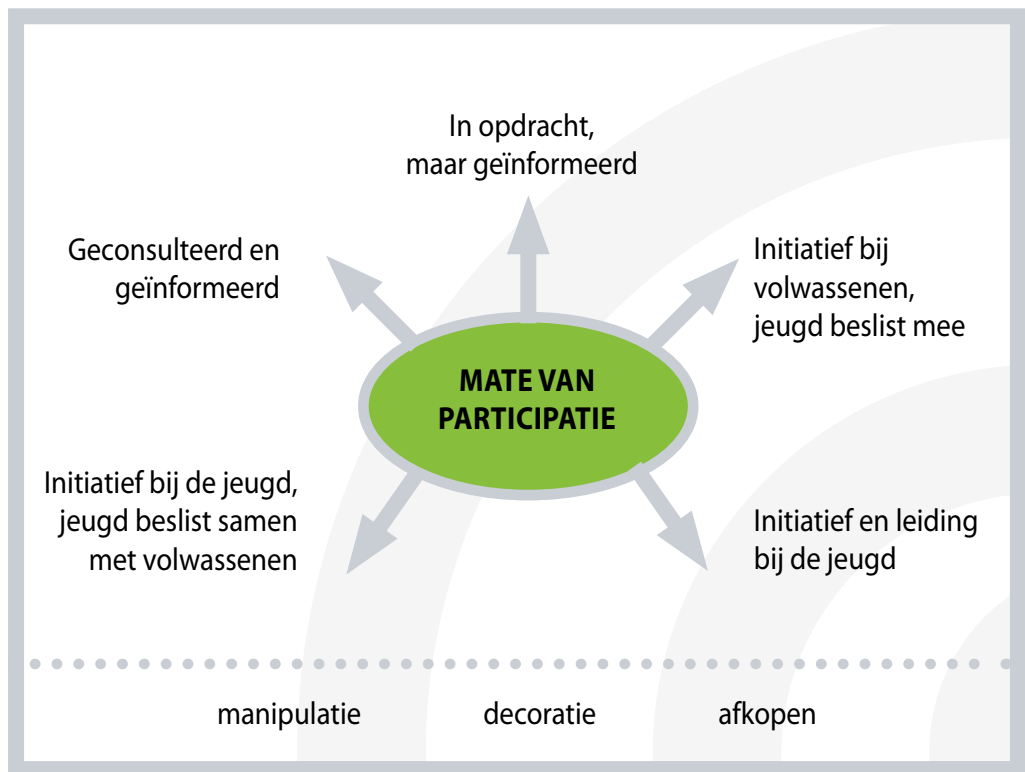 In opdracht,
maar geïnformeerd
Geconsulteerd en
geïnformeerd
Initiatief bij
volwassenen,
jeugd beslist mee
MATE VAN
PARTICIPATIE
Initiatief bij de jeugd,
jeugd beslist samen
met volwassenen
Initiatief en leiding
bij de jeugd
manipulatie
decoratie
afkopen